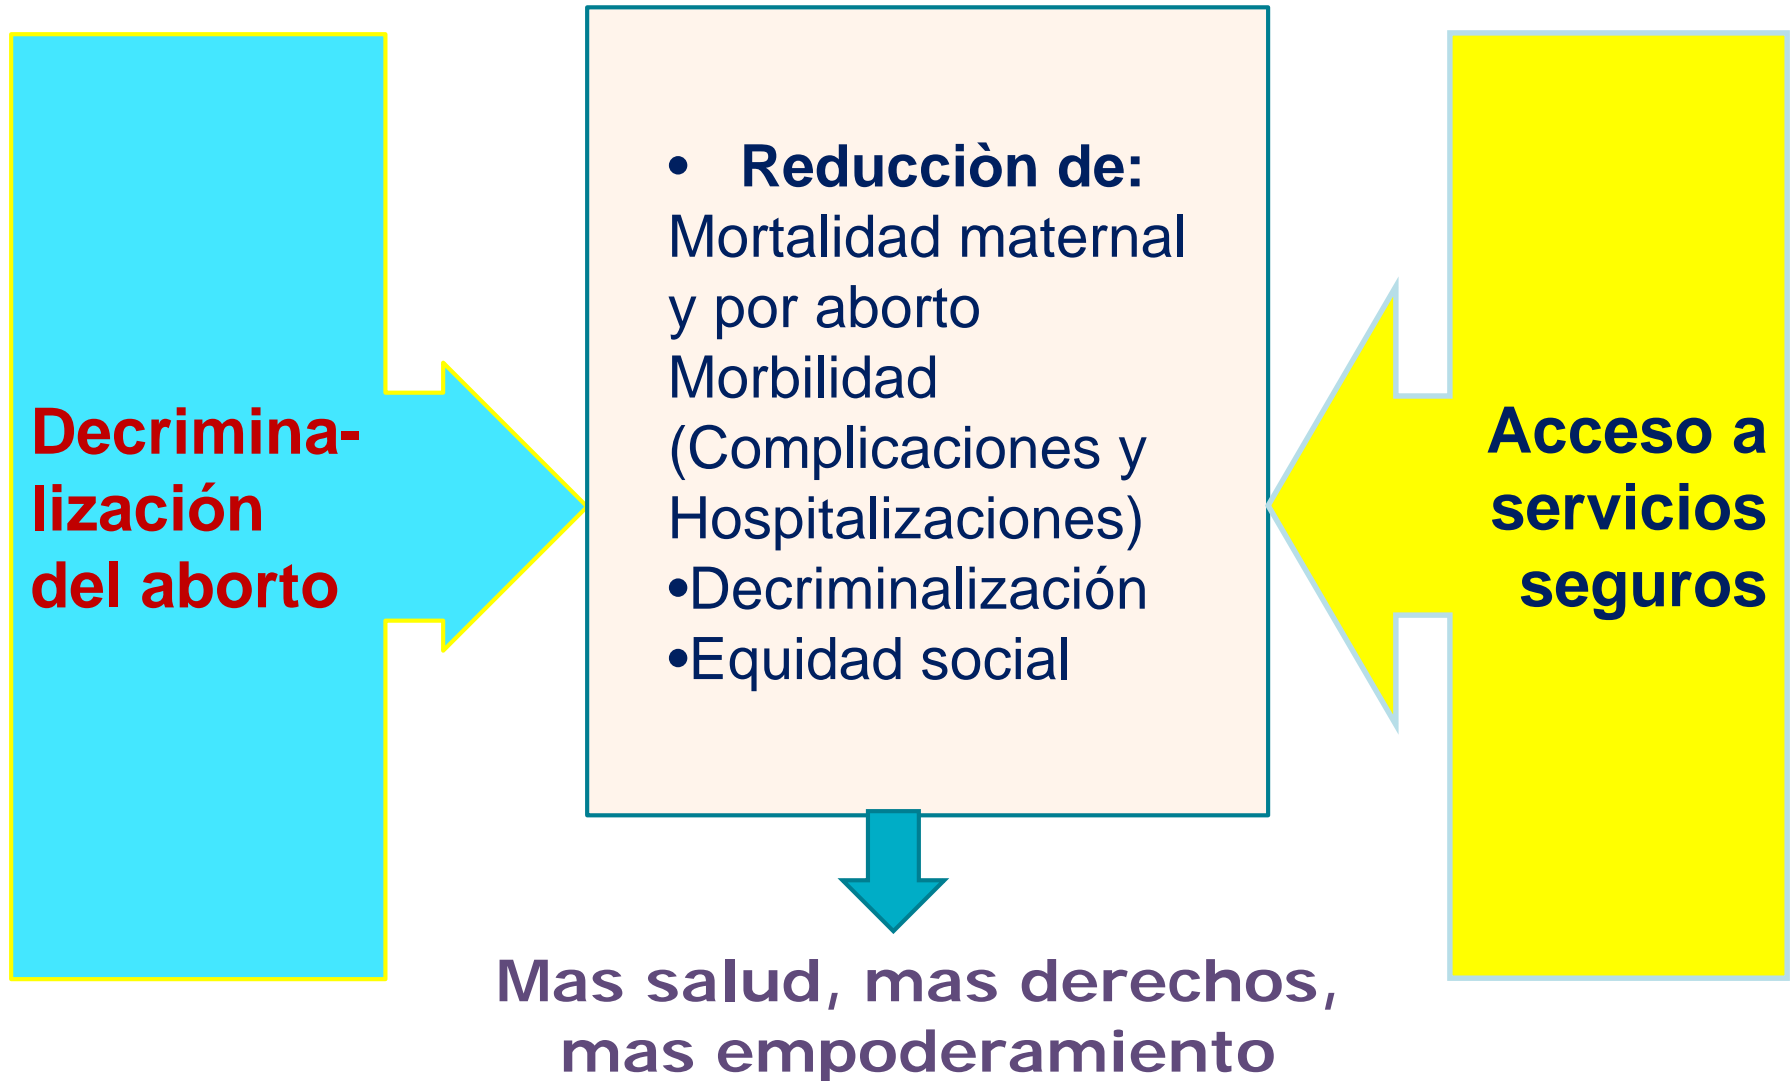 Decrimina-
lización
del aborto
• Reducciòn de:
Mortalidad maternal
y por aborto
Morbilidad
(Complicaciones y
Hospitalizaciones)
•Decriminalización
•Equidad social
Acceso a
servicios
seguros
Mas salud, mas derechos,
mas empoderamiento